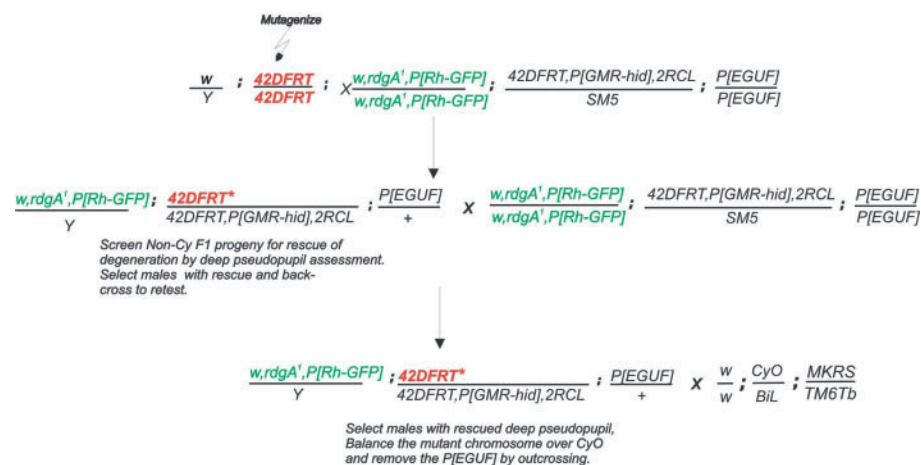 Mutagenize
w ; 42DFRT ; X w,rdgA¹,P[Rh-GFP] ; 42DFRT,P[GMR-hid],2RCL ; P[EGUF]
Y 42DFRT w,rdgA¹,P[Rh-GFP] SM5 P[EGUF]
w,rdgA¹,P[Rh-GFP] ; 42DFRT* ; P[EGUF] X w,rdgA¹,P[Rh-GFP] ; 42DFRT,P[GMR-hid],2RCL ; P[EGUF]
Y 42DFRT,P[GMR-hid],2RCL + w,rdgA¹,P[Rh-GFP] SM5 P[EGUF]
Screen Non-Cy F1 progeny for rescue of
degeneration by deep pseudopupil assessment.
Select males with rescue and back-
cross to retest.
w,rdgA¹,P[Rh-GFP] ; 42DFRT* ; P[EGUF] X w ; CyO ; MKRS
Y 42DFRT,P[GMR-hid],2RCL + w BiL TM6Tb
Select males with rescued deep pseudopupil,
Balance the mutant chromosome over CyO
and remove the P[EGUF] by outcrossing.